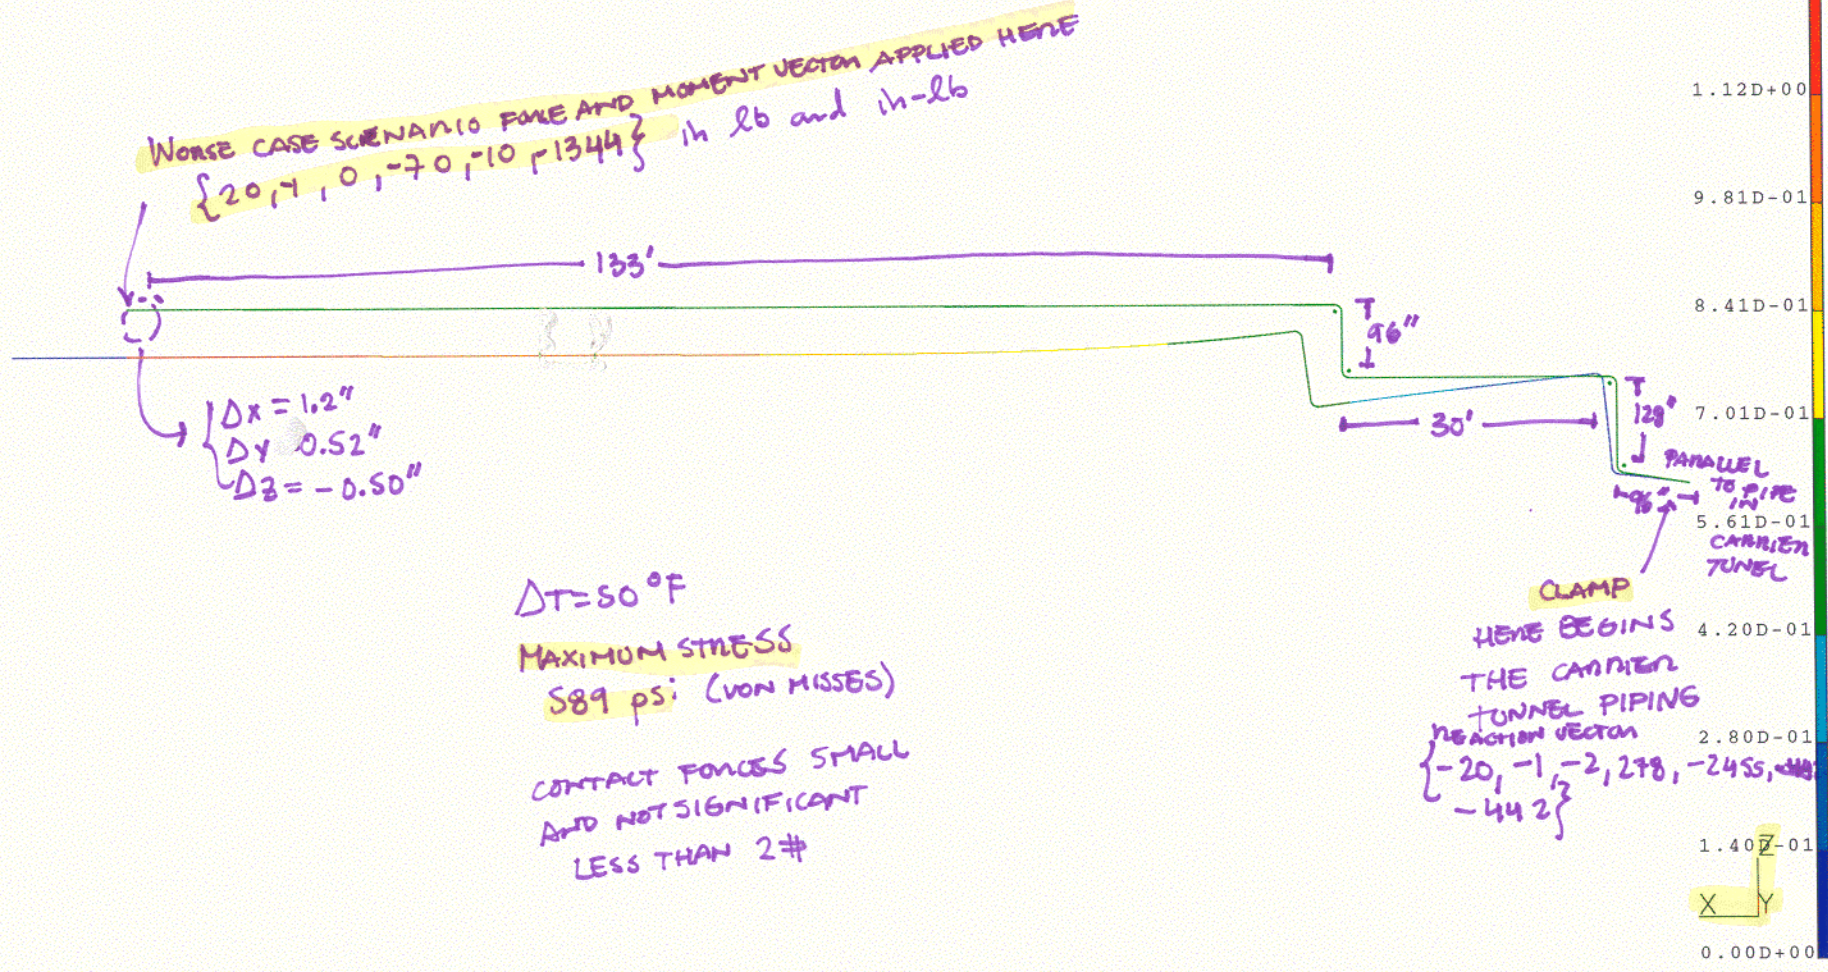 WORSE CASE SCIENARIO FORCE AND MOMENT VECTOR APPLIED HERE
{20,-1, 0, -70, -10, -1344} in lb and in-lb
133'
96"
30'
128"
96"
PARALLEL
TO PIPE
IN
CARRIER
TUNEL
Δx = 1.2"
Δy 0.52"
Δz = -0.50"
ΔT=50°F
MAXIMUM STRESS
589 psi (VON MISSES)
CONTACT FORCES SMALL
AND NOT SIGNIFICANT
LESS THAN 2#
CLAMP
HERE BEGINS
THE CARRIER
TUNNEL PIPING
REACTION VECTOR
{-20, -1, -2, 278, -2455,
-442}
1.12D+00
9.81D-01
8.41D-01
7.01D-01
5.61D-01
4.20D-01
2.80D-01
1.40D-01
0.00D+00
Z
X Y